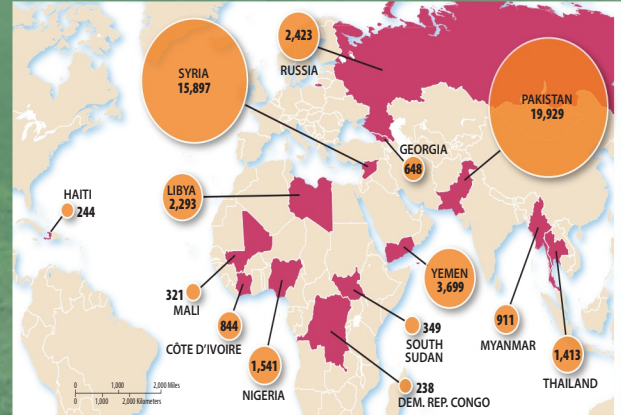 2,423
RUSSIA
SYRIA
15,897
PAKISTAN
19,929
GEORGIA
648
HAITI
244
LIBYA
2,293
YEMEN
3,699
321
MALI
844
CÔTE D'IVOIRE
1,541
NIGERIA
349
SOUTH
SUDAN
238
DEM. REP. CONGO
911
MYANMAR
1,413
THAILAND
0 1,000 2,000 Miles
0 1,000 2,000 Kilometers